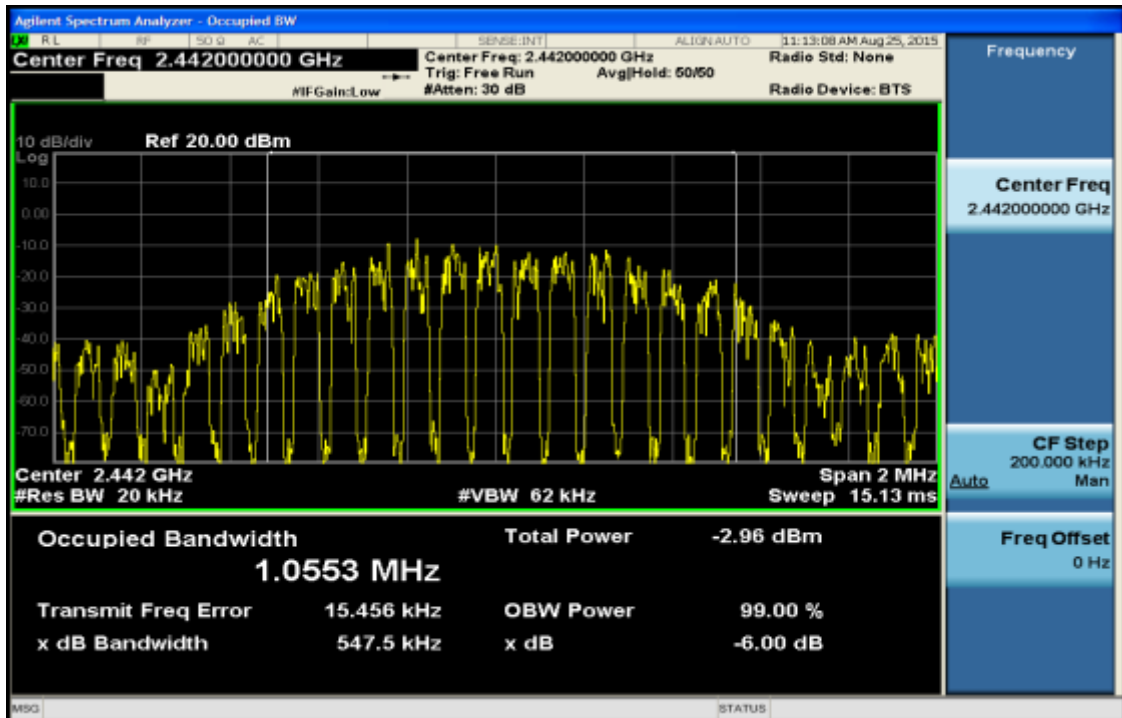 Agilent Spectrum Analyzer - Occupied BW
RL RF 50 Ω AC SENSE:INT ALIGN AUTO 11:13:08 AM Aug 25, 2015
Center Freq 2.442000000 GHz
Center Freq: 2.442000000 GHz
Radio Std: None
Trig: Free Run Avg|Hold: 50/50
#IFGain:Low
#Atten: 30 dB
Radio Device: BTS
Frequency
10 dB/div Ref 20.00 dBm
Log
10.0
0.00
-10.0
-20.0
-30.0
-40.0
-50.0
-60.0
-70.0
Center 2.442 GHz Span 2 MHz
#Res BW 20 kHz #VBW 62 kHz Sweep 15.13 ms
Center Freq
2.442000000 GHz
CF Step
200.000 kHz
Auto Man
Freq Offset
0 Hz
Occupied Bandwidth Total Power -2.96 dBm
1.0553 MHz
Transmit Freq Error 15.456 kHz OBW Power 99.00 %
x dB Bandwidth 547.5 kHz x dB -6.00 dB
MSG STATUS